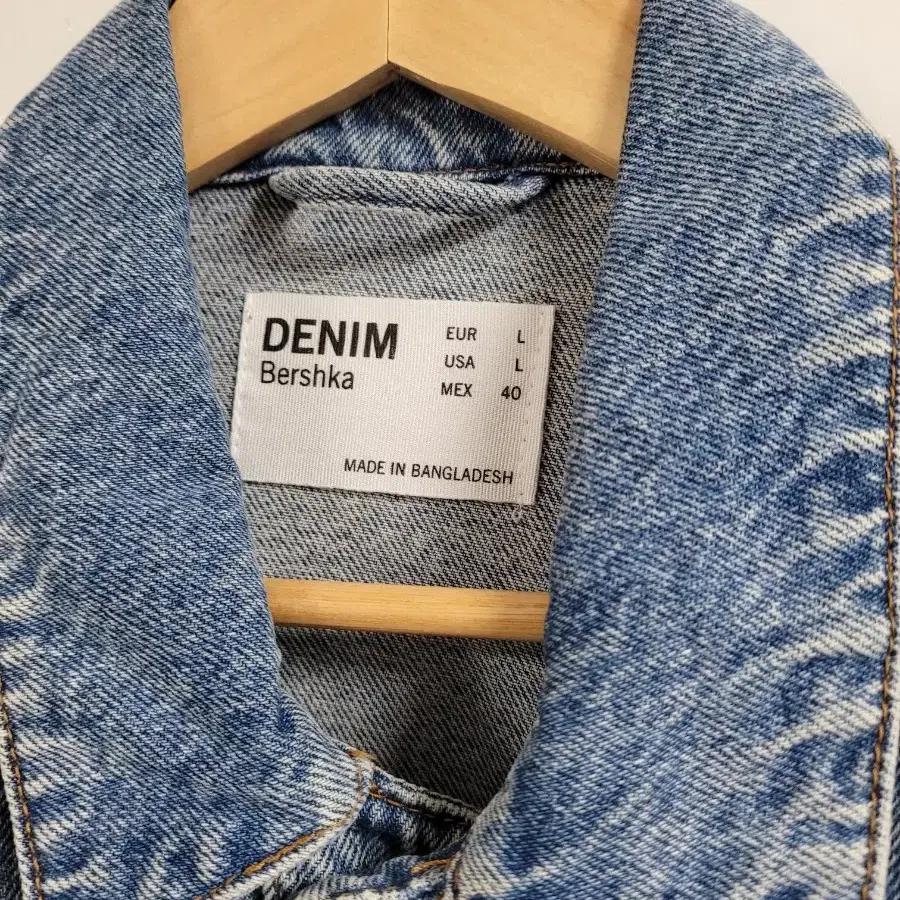 DENIM
Bershka
EUR L
USA L
MEX 40
MADE IN BANGLADESH